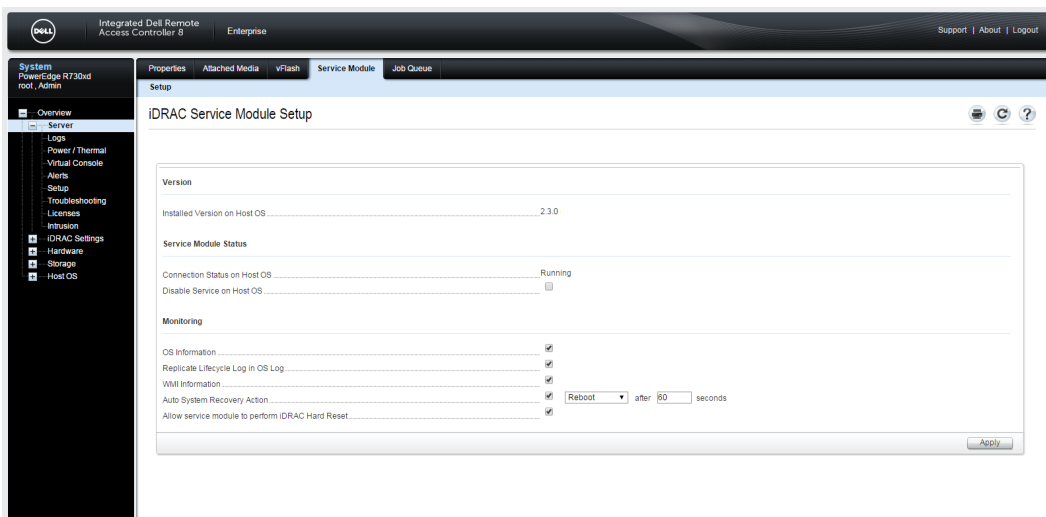 DELL
Integrated Dell Remote
Access Controller 8
Enterprise
Support | About | Logout
System
PowerEdge R730xd
root , Admin
Properties Attached Media vFlash Service Module Job Queue
Setup
Overview
Server
Logs
Power / Thermal
Virtual Console
Alerts
Setup
Troubleshooting
Licenses
Intrusion
iDRAC Settings
Hardware
Storage
Host OS
iDRAC Service Module Setup
?
Version
Installed Version on Host OS 2.3.0
Service Module Status
Connection Status on Host OS Running
Disable Service on Host OS
Monitoring
OS Information
Replicate Lifecycle Log in OS Log
WMI Information
Auto System Recovery Action Reboot after 60 seconds
Allow service module to perform iDRAC Hard Reset
Apply